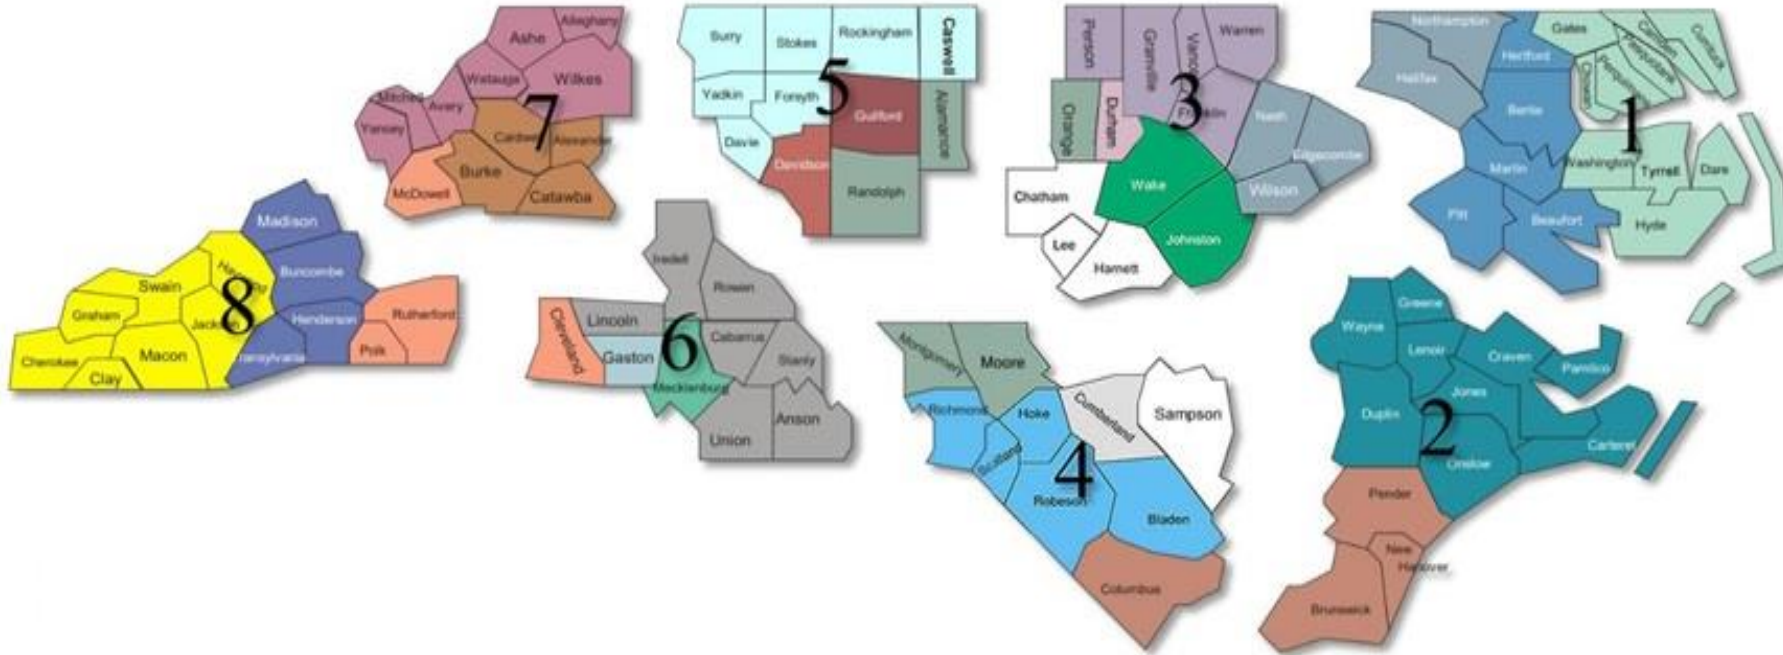 Alleghany
Ashe
Watauga
Wilkes
Mitchell
Avery
7
Yancey
Alexander
Burke
McDowell
Catawba
Surry
Stokes
Rockingham
Caswell
5
Yadkin
Forsyth
Guilford
Alamance
Davie
Davidson
Randolph
Person
Granville
Warren
3
Orange
Durham
Nash
Edgecombe
Wake
Wilson
Chatham
Lee
Johnston
Harnett
Northampton
Hertford
Gates
Camden
Currituck
Pasquotank
Halifax
Chowan
Bertie
1
Martin
Washington
Tyrrell
Dare
Pitt
Beaufort
Hyde
Madison
Buncombe
Swain
8
Graham
Henderson
Rutherford
Macon
Cherokee
Clay
Polk
Iredell
Rowan
Cleveland
Lincoln
6
Cabarrus
Gaston
Stanly
Mecklenburg
Union
Anson
Montgomery
Moore
Richmond
Hoke
Cumberland
Sampson
Scotland
4
Robeson
Bladen
Columbus
Greene
Wayne
Lenoir
Craven
Pamlico
Jones
Duplin
2
Onslow
Carteret
Pender
New
Hanover
Brunswick